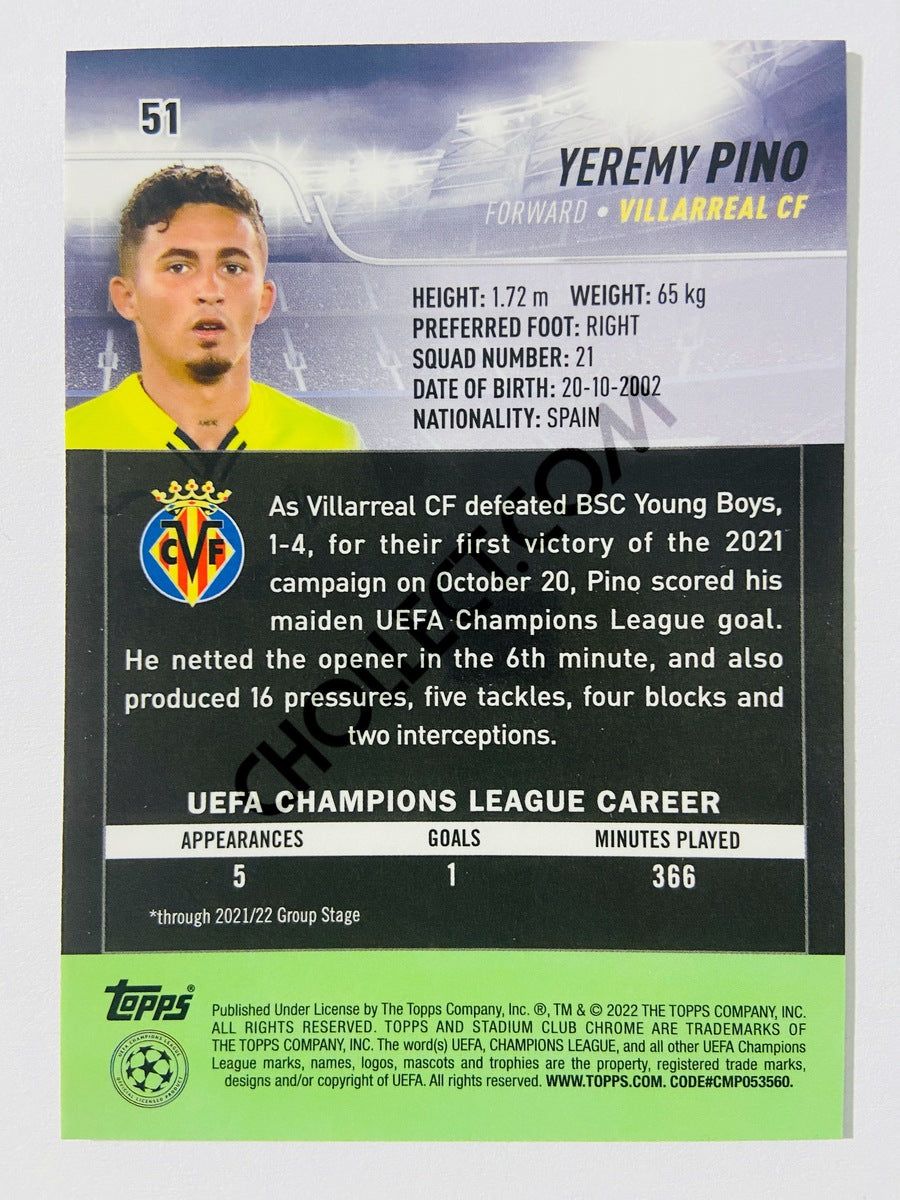 51
YEREMY PINO
FORWARD • VILLARREAL CF
HEIGHT: 1.72 m WEIGHT: 65 kg
PREFERRED FOOT: RIGHT
SQUAD NUMBER: 21
DATE OF BIRTH: 20-10-2002
NATIONALITY: SPAIN
CVF
As Villarreal CF defeated BSC Young Boys,
1-4, for their first victory of the 2021
campaign on October 20, Pino scored his
maiden UEFA Champions League goal.
He netted the opener in the 6th minute, and also
produced 16 pressures, five tackles, four blocks and
two interceptions.
CHOLLECT.COM
UEFA CHAMPIONS LEAGUE CAREER
APPEARANCES GOALS MINUTES PLAYED
5 1 366
*through 2021/22 Group Stage
Topps®
Published Under License by The Topps Company, Inc. ®, TM & © 2022 THE TOPPS COMPANY, INC.
ALL RIGHTS RESERVED. TOPPS AND STADIUM CLUB CHROME ARE TRADEMARKS OF
THE TOPPS COMPANY, INC. The word(s) UEFA, CHAMPIONS LEAGUE, and all other UEFA Champions
League marks, names, logos, mascots and trophies are the property, registered trade marks,
designs and/or copyright of UEFA. All rights reserved. WWW.TOPPS.COM. CODE#CMP053560.
UEFA CHAMPIONS LEAGUE
OFFICIAL LICENSED PRODUCT